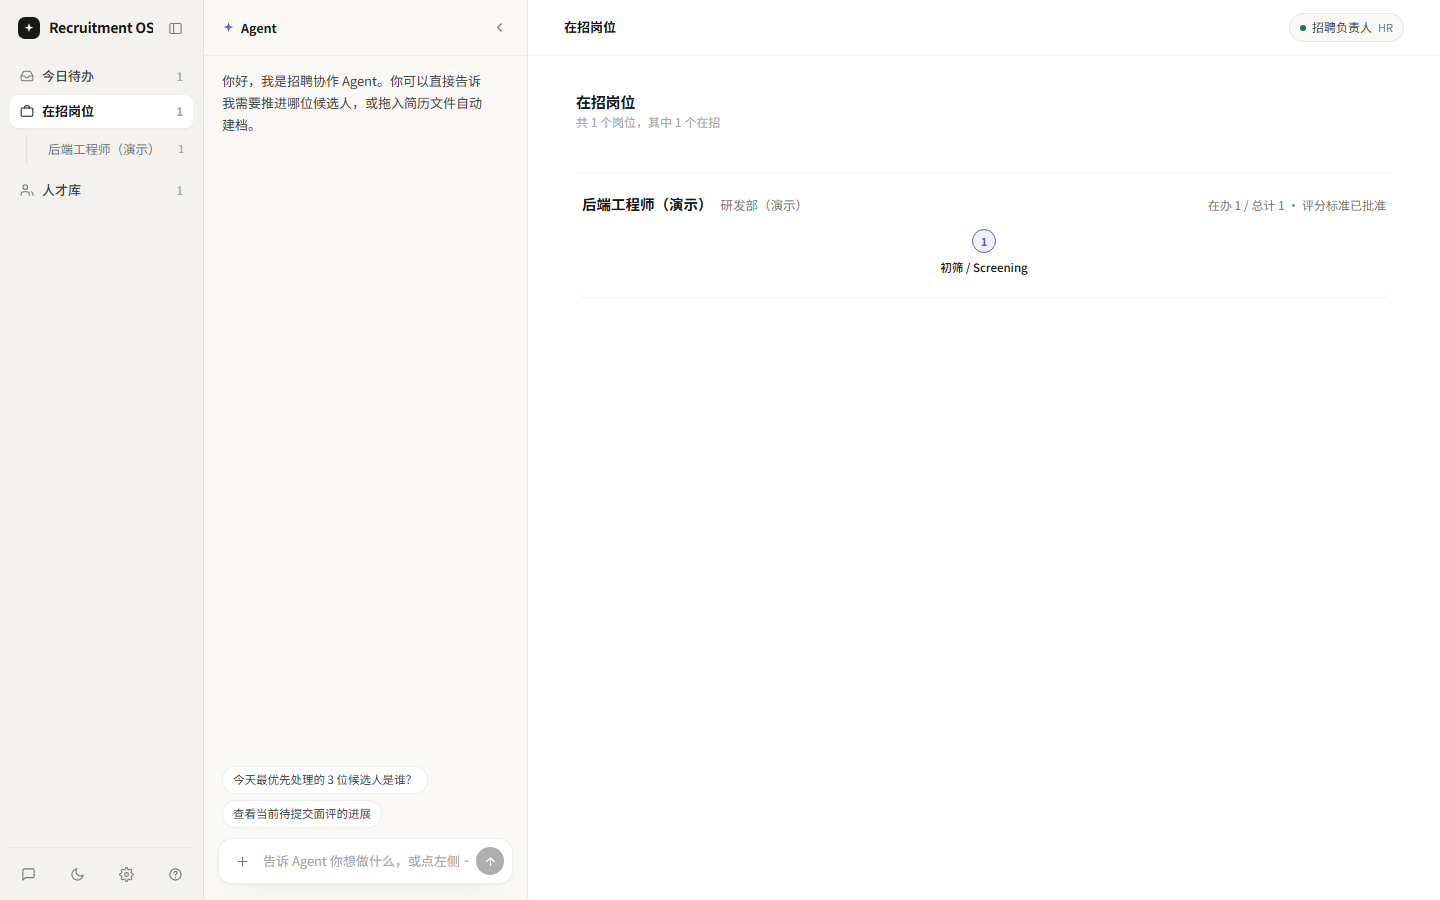 Recruitment OS
今日待办 1
在招岗位 1
后端工程师（演示） 1
人才库 1
Agent
你好，我是招聘协作 Agent。你可以直接告诉
我需要推进哪位候选人，或拖入简历文件自动
建档。
今天最优先处理的 3 位候选人是谁？
查看当前待提交面评的进展
告诉 Agent 你想做什么，或点左侧 -
在招岗位
招聘负责人 HR
在招岗位
共 1 个岗位，其中 1 个在招
后端工程师（演示） 研发部（演示）
在办 1 / 总计 1 · 评分标准已批准
1
初筛 / Screening